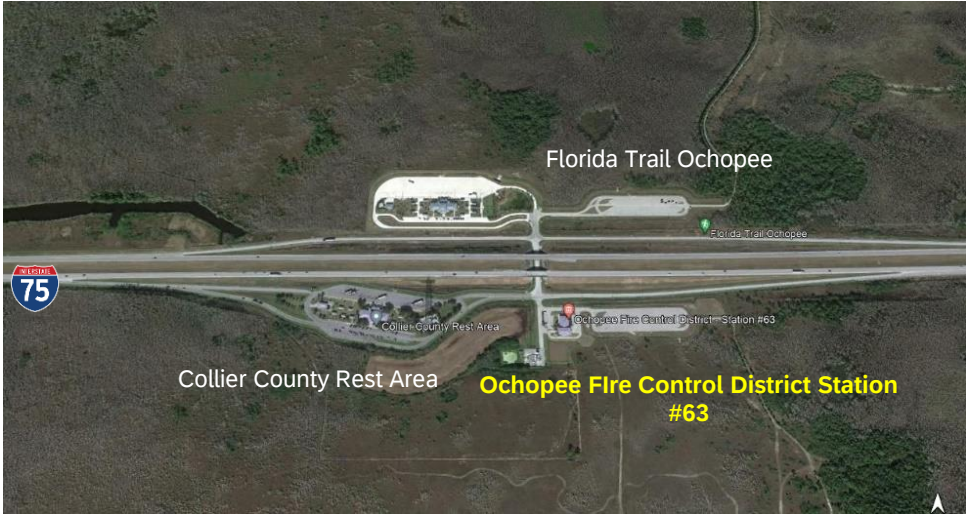 Florida Trail Ochopee
Florida Trail Ochopee
INTERSTATE
75
Ochopee Fire Control District - Station #63
Collier County Rest Area
Collier County Rest Area
Ochopee FIre Control District Station
#63